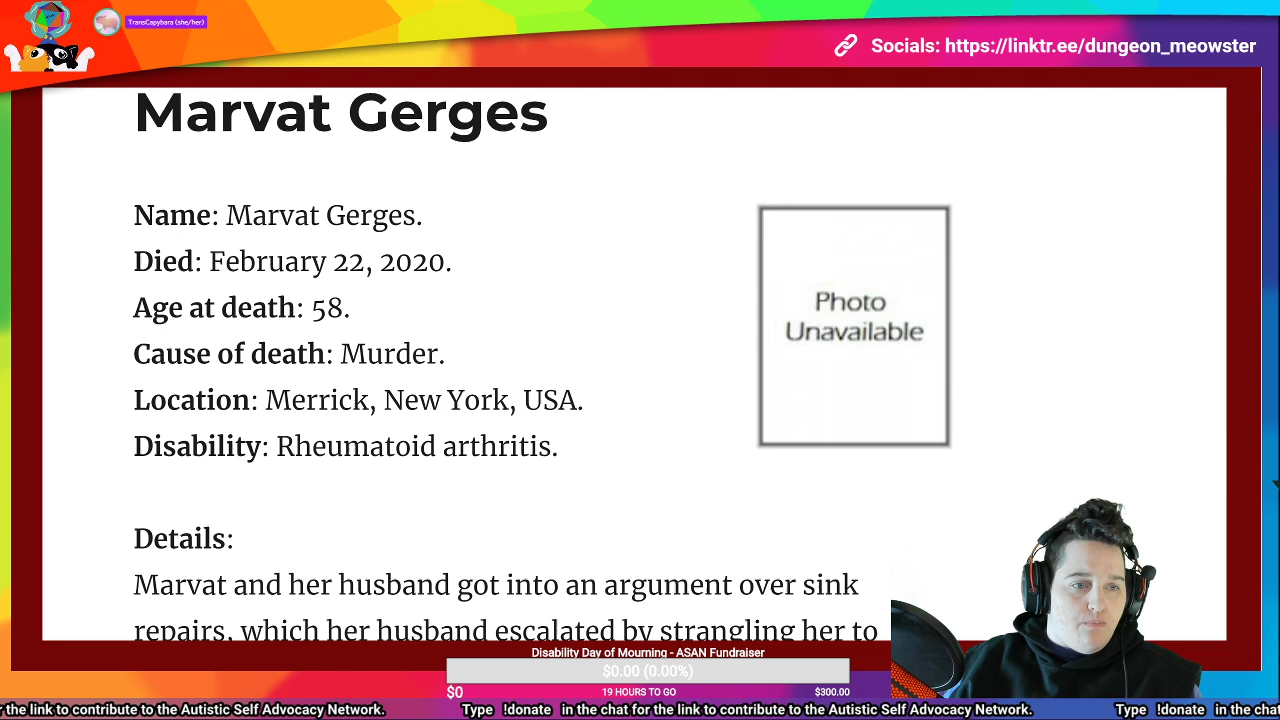 TransCapybara (she/her)
Socials: https://linktr.ee/dungeon_meowster
Marvat Gerges
Name: Marvat Gerges.
Died: February 22, 2020.
Age at death: 58.
Cause of death: Murder.
Location: Merrick, New York, USA.
Disability: Rheumatoid arthritis.
Photo
Unavailable
Details:
Marvat and her husband got into an argument over sink
repairs, which her husband escalated by strangling her to
Disability Day of Mourning - ASAN Fundraiser
$0.00 (0.00%)
$0 19 HOURS TO GO $300.00
r the link to contribute to the Autistic Self Advocacy Network. Type !donate in the chat for the link to contribute to the Autistic Self Advocacy Network. Type !donate in the chat